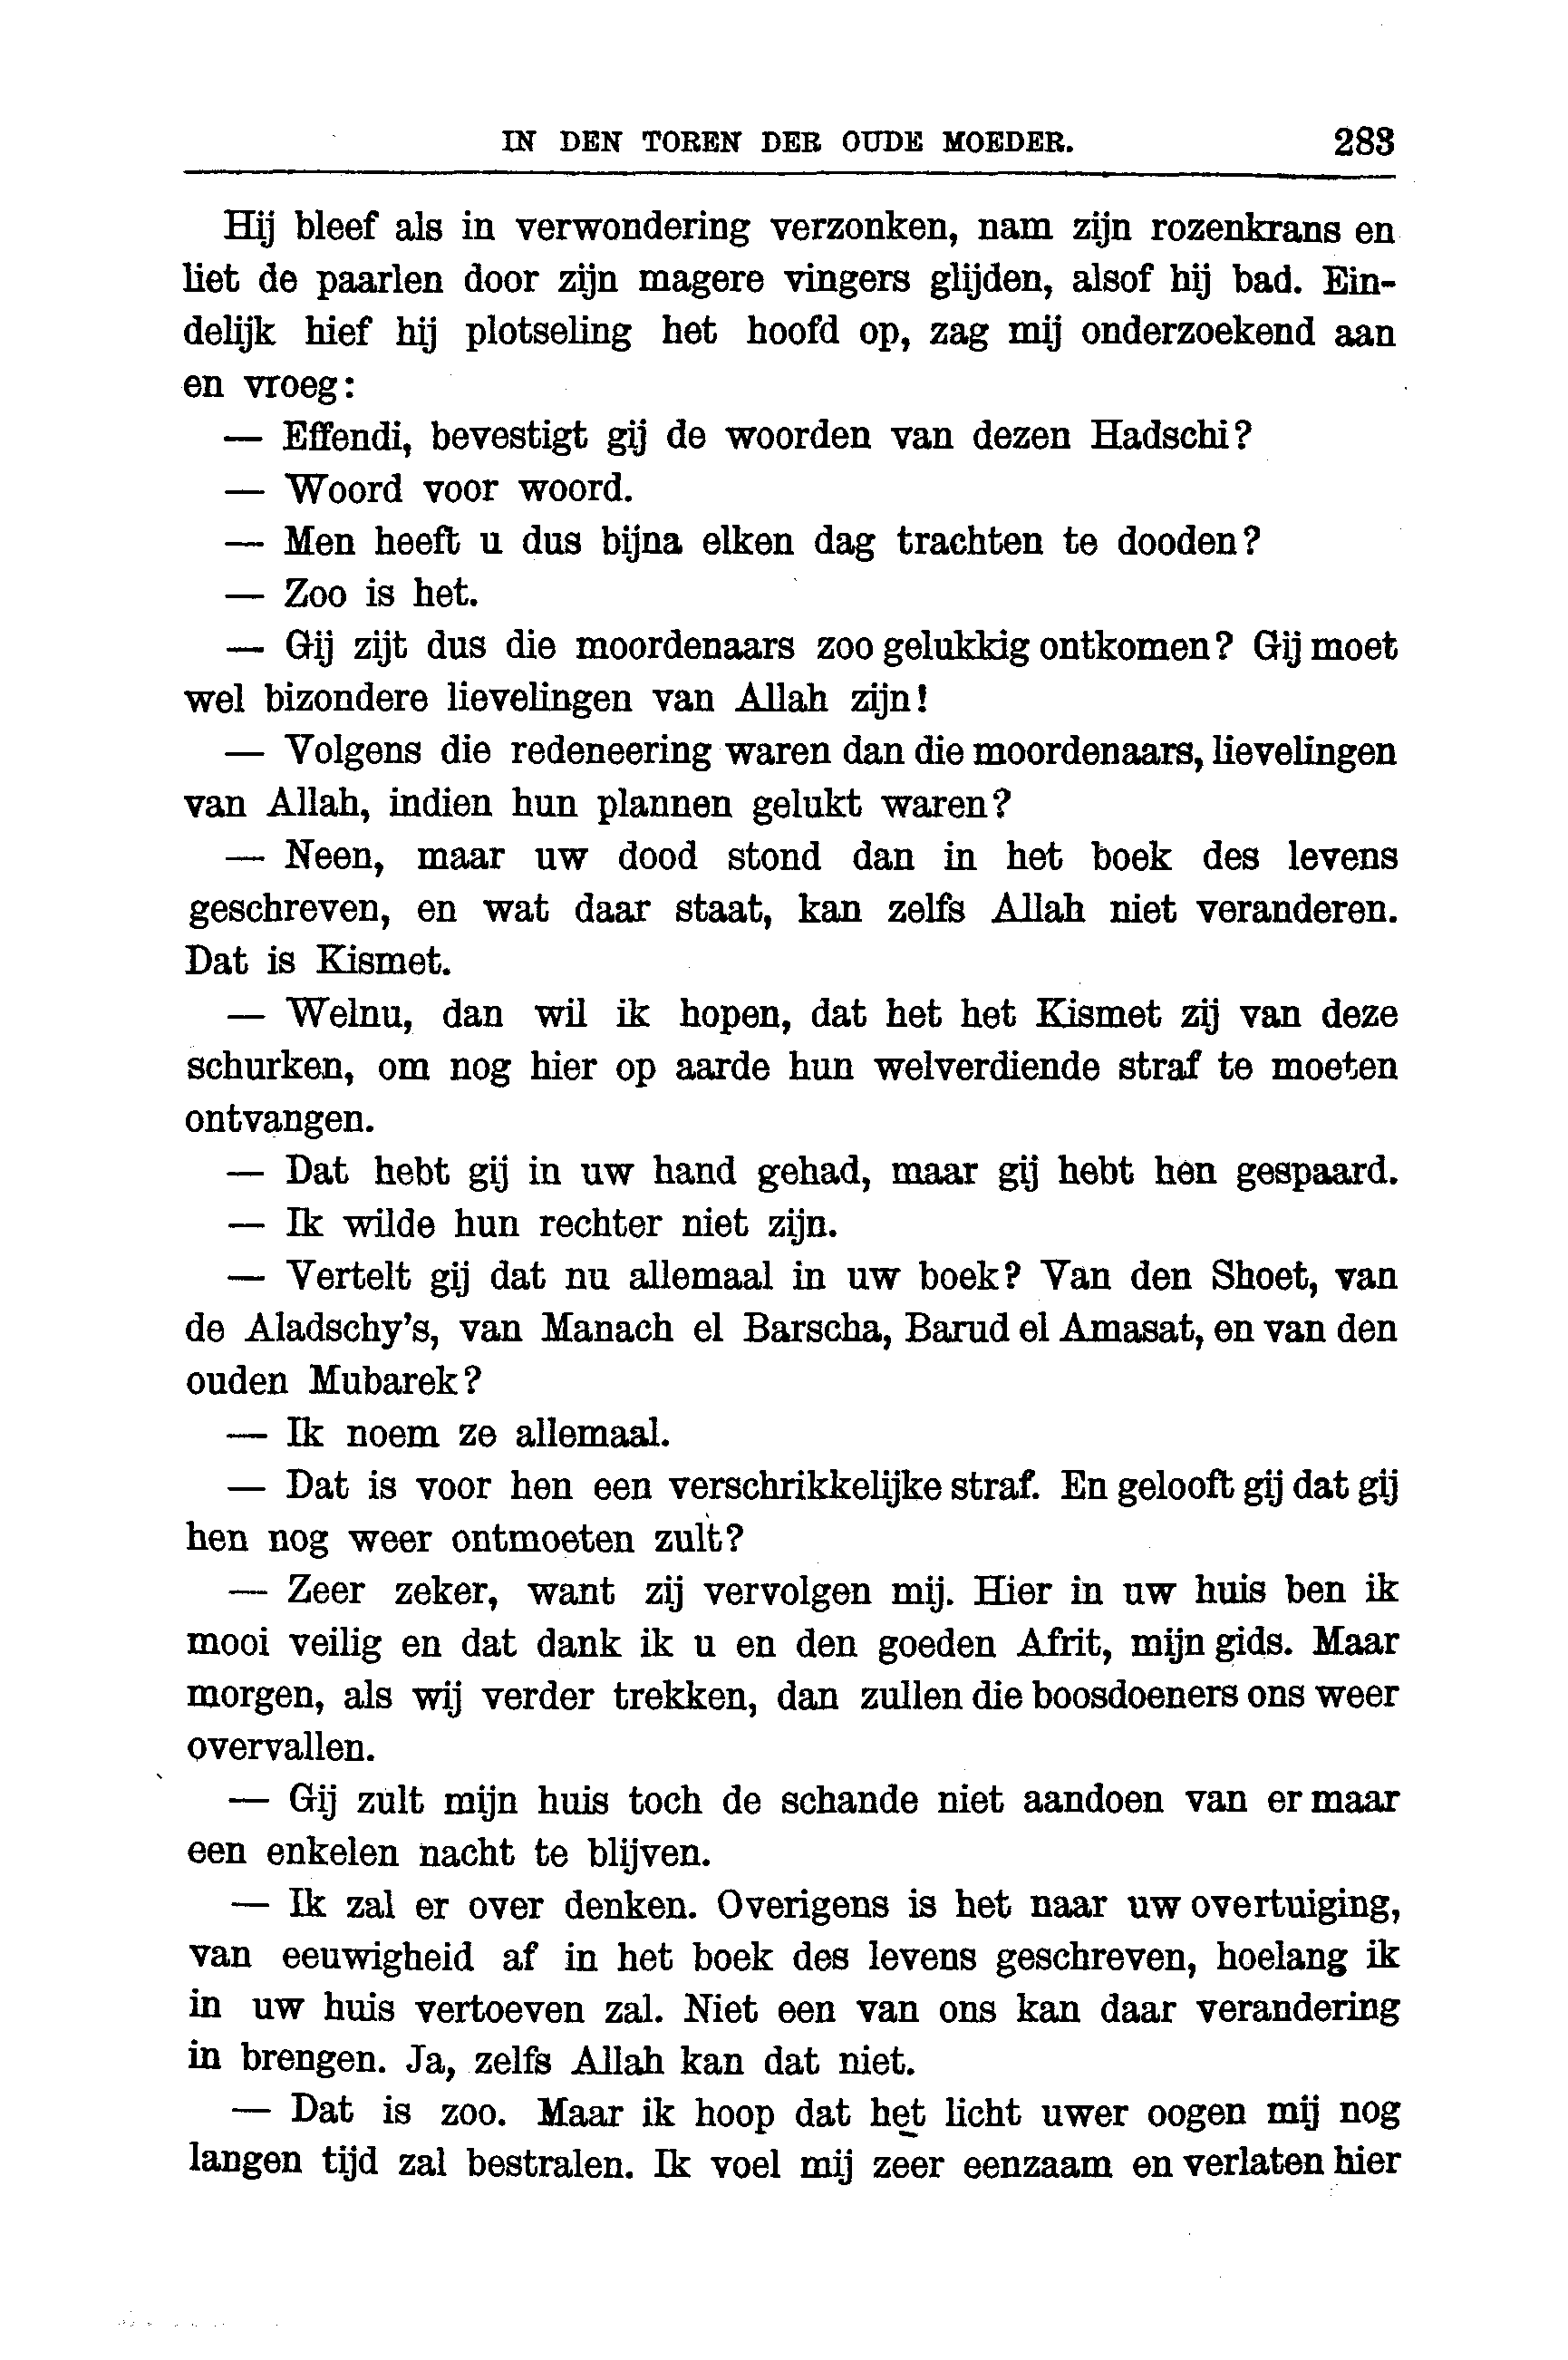 IN DEN TOREN DER OUDE MOEDER. 283
Hij bleef als in verwondering verzonken, nam zijn rozenkrans en
liet de paarlen door zijn magere vingers glijden, alsof hij bad. Ein-
delijk hief hij plotseling het hoofd op, zag mij onderzoekend aan
en vroeg:
— Effendi, bevestigt gij de woorden van dezen Hadschi?
— Woord voor woord.
— Men heeft u dus bijna elken dag trachten te dooden?
— Zoo is het.
— Gij zijt dus die moordenaars zoo gelukkig ontkomen? Gij moet
wel bizondere lievelingen van Allah zijn!
— Volgens die redeneering waren dan die moordenaars, lievelingen
van Allah, indien hun plannen gelukt waren?
— Neen, maar uw dood stond dan in het boek des levens
geschreven, en wat daar staat, kan zelfs Allah niet veranderen.
Dat is Kismet.
— Welnu, dan wil ik hopen, dat het het Kismet zij van deze
schurken, om nog hier op aarde hun welverdiende straf te moeten
ontvangen.
— Dat hebt gij in uw hand gehad, maar gij hebt hen gespaard.
— Ik wilde hun rechter niet zijn.
— Vertelt gij dat nu allemaal in uw boek? Van den Shoet, van
de Aladschy's, van Manach el Barscha, Barud el Amasat, en van den
ouden Mubarek?
— Ik noem ze allemaal.
— Dat is voor hen een verschrikkelijke straf. En gelooft gij dat gij
hen nog weer ontmoeten zult?
— Zeer zeker, want zij vervolgen mij. Hier in uw huis ben ik
mooi veilig en dat dank ik u en den goeden Afrit, mijn gids. Maar
morgen, als wij verder trekken, dan zullen die boosdoeners ons weer
overvallen.
— Gij zult mijn huis toch de schande niet aandoen van er maar
een enkelen nacht te blijven.
— Ik zal er over denken. Overigens is het naar uw overtuiging,
van eeuwigheid af in het boek des levens geschreven, hoelang ik
in uw huis vertoeven zal. Niet een van ons kan daar verandering
in brengen. Ja, zelfs Allah kan dat niet.
— Dat is zoo. Maar ik hoop dat het licht uwer oogen mij nog
langen tijd zal bestralen. Ik voel mij zeer eenzaam en verlaten hier